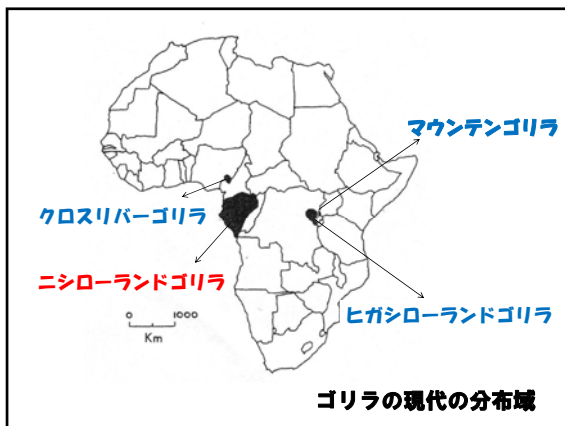 マウンテンゴリラ
クロスリバーゴリラ
ニシローランドゴリラ
ヒガシローランドゴリラ
0 1000
Km
ゴリラの現代の分布域